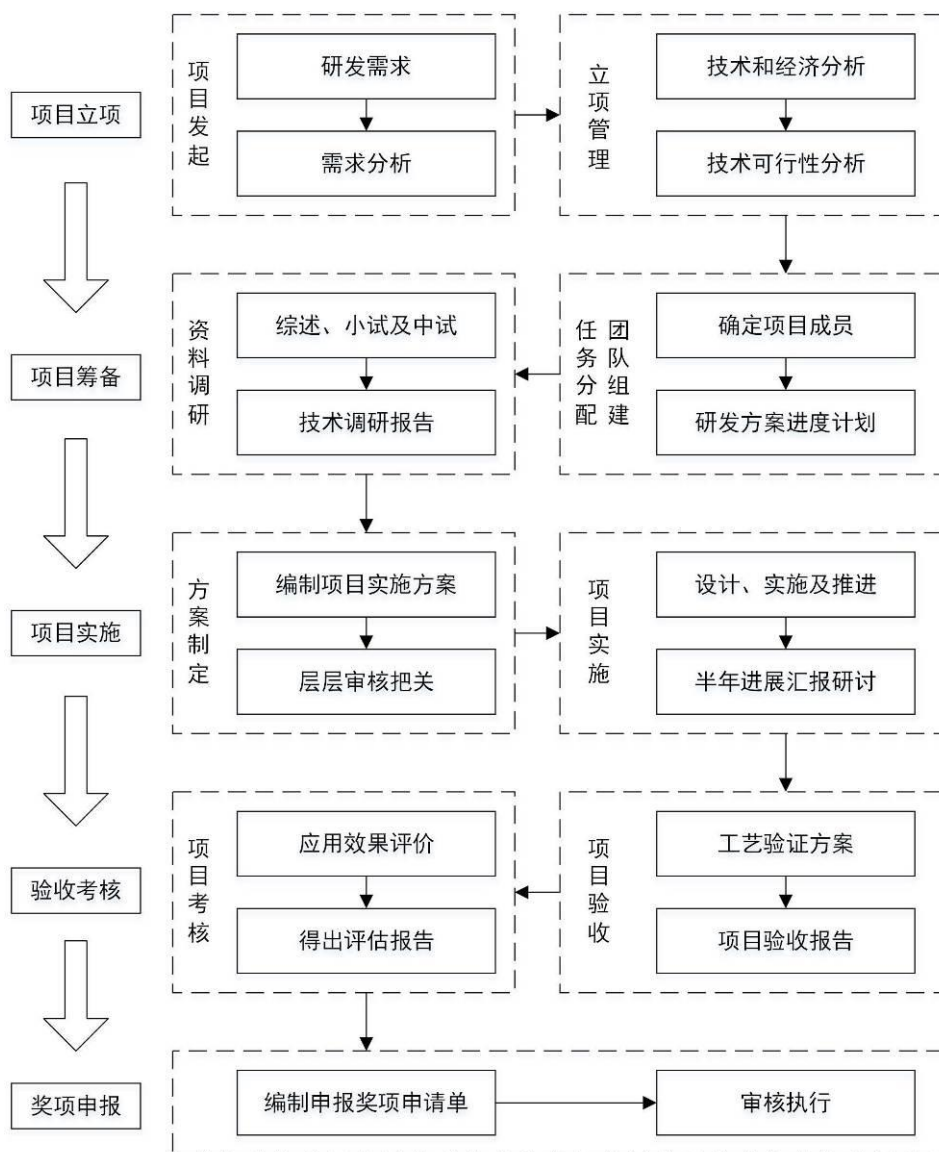 项目立项
项目发起
研发需求
需求分析
立项管理
技术和经济分析
技术可行性分析
项目筹备
资料调研
综述、小试及中试
技术调研报告
团队组建
任务分配
确定项目成员
研发方案进度计划
项目实施
方案制定
编制项目实施方案
层层审核把关
项目实施
设计、实施及推进
半年进展汇报研讨
验收考核
项目考核
应用效果评价
得出评估报告
项目验收
工艺验证方案
项目验收报告
奖项申报
编制申报奖项申请单
审核执行